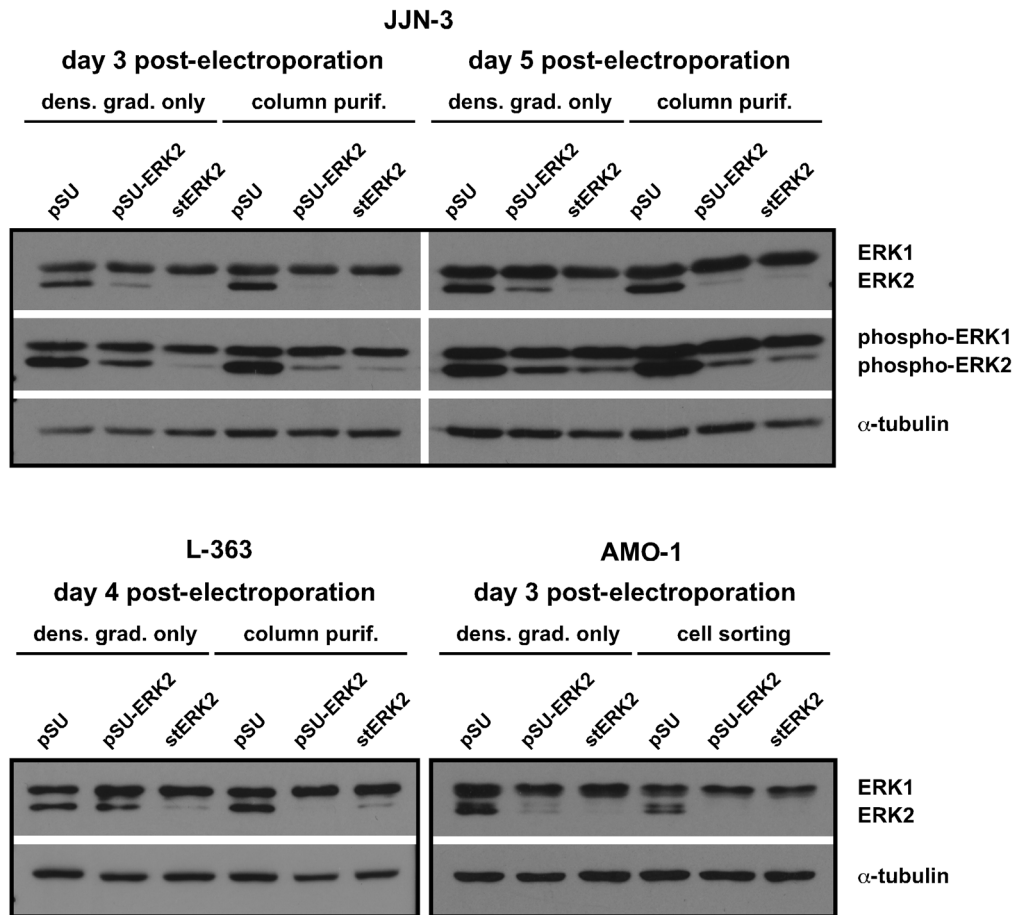 JJN-3
day 3 post-electroporation day 5 post-electroporation
dens. grad. only column purif. dens. grad. only column purif.
pSU pSU-ERK2 stERK2 pSU pSU-ERK2 stERK2 pSU pSU-ERK2 stERK2 pSU pSU-ERK2 stERK2
ERK1
ERK2
phospho-ERK1
phospho-ERK2
α-tubulin
L-363 AMO-1
day 4 post-electroporation day 3 post-electroporation
dens. grad. only column purif. dens. grad. only cell sorting
pSU pSU-ERK2 stERK2 pSU pSU-ERK2 stERK2 pSU pSU-ERK2 stERK2 pSU pSU-ERK2 stERK2
ERK1
ERK2
α-tubulin